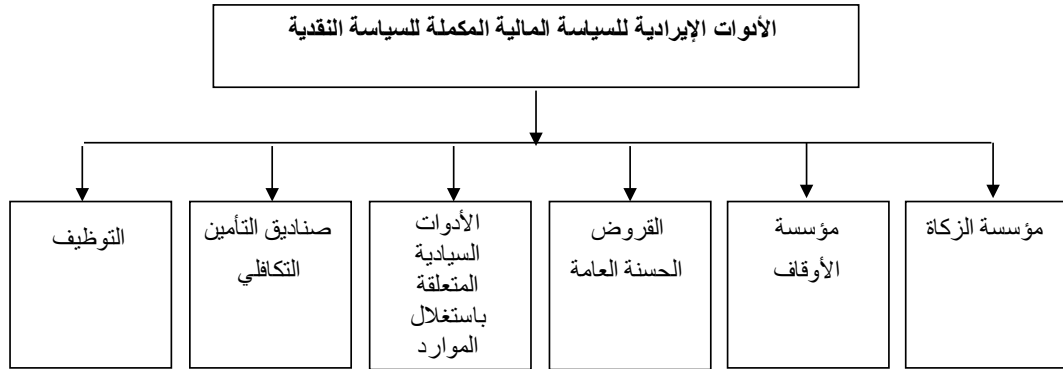 الأدوات الإيرادية للسياسة المالية المكملة للسياسة النقدية
مؤسسة الزكاة
مؤسسة
الأوقاف
القروض
الحسنة العامة
الأدوات
السيادية
المتعلقة
باستغلال
الموارد
صناديق التأمين
التكافلي
التوظيف